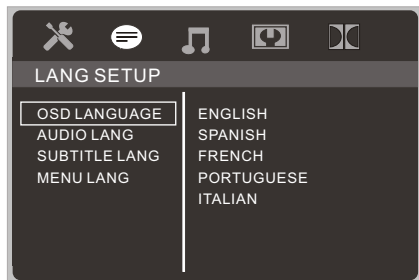 LANG SETUP
OSD LANGUAGE
AUDIO LANG
SUBTITLE LANG
MENU LANG
ENGLISH
SPANISH
FRENCH
PORTUGUESE
ITALIAN